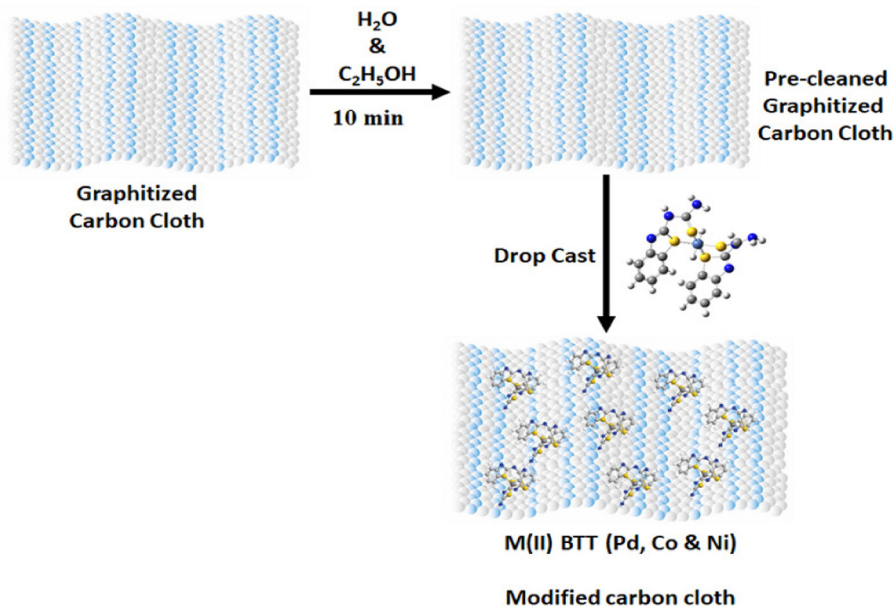 H₂O
&
C₂H₅OH
10 min
Graphitized
Carbon Cloth
Pre-cleaned
Graphitized
Carbon Cloth
Drop Cast
M(II) BTT (Pd, Co & Ni)
Modified carbon cloth